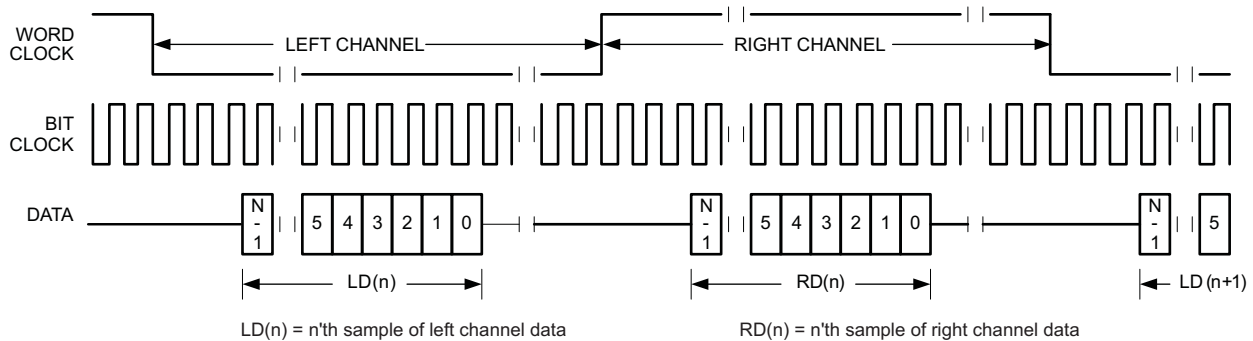 WORD
CLOCK
LEFT CHANNEL
RIGHT CHANNEL
BIT
CLOCK
DATA
N
-
1
5 4 3 2 1 0
N
-
1
5 4 3 2 1 0
N
-
1
5
LD(n)
RD(n)
LD (n+1)
LD(n) = n'th sample of left channel data
RD(n) = n'th sample of right channel data